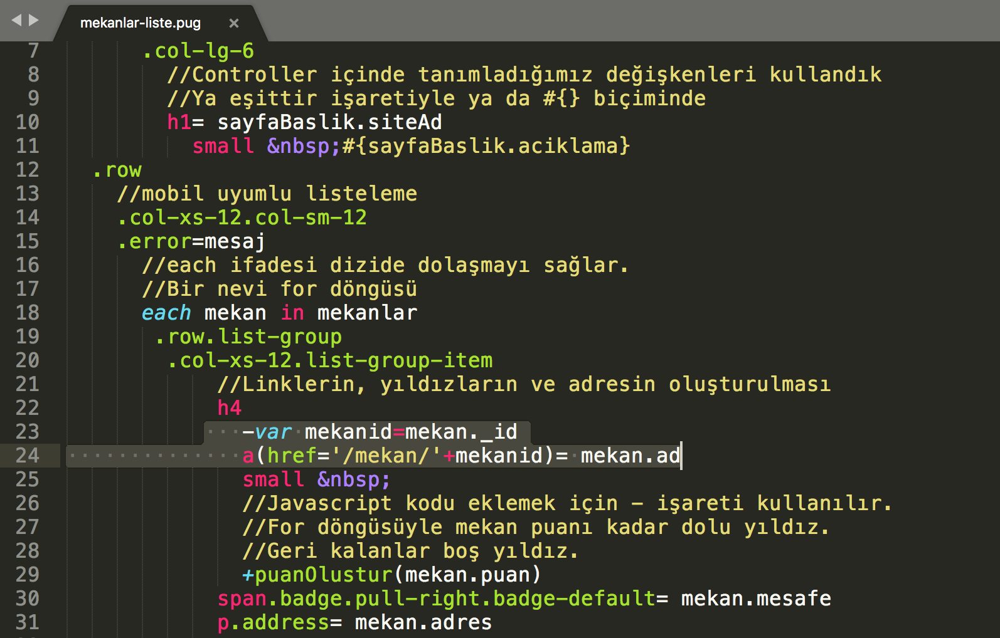 mekanlar-liste.pug ×
7 .col-lg-6
8 //Controller içinde tanımladığımız değişkenleri kullandık
9 //Ya eşittir işaretiyle ya da #{} biçiminde
10 h1= sayfaBaslik.siteAd
11 small &nbsp;#{sayfaBaslik.aciklama}
12 .row
13 //mobil uyumlu listeleme
14 .col-xs-12.col-sm-12
15 .error=mesaj
16 //each ifadesi dizide dolaşmayı sağlar.
17 //Bir nevi for döngüsü
18 each mekan in mekanlar
19 .row.list-group
20 .col-xs-12.list-group-item
21 //Linklerin, yıldızların ve adresin oluşturulması
22 h4
23 -var mekanid=mekan._id
24 a(href='/mekan/'+mekanid)= mekan.ad
25 small &nbsp;
26 //Javascript kodu eklemek için - işareti kullanılır.
27 //For döngüsüyle mekan puanı kadar dolu yıldız.
28 //Geri kalanlar boş yıldız.
29 +puanOlustur(mekan.puan)
30 span.badge.pull-right.badge-default= mekan.mesafe
31 p.address= mekan.adres